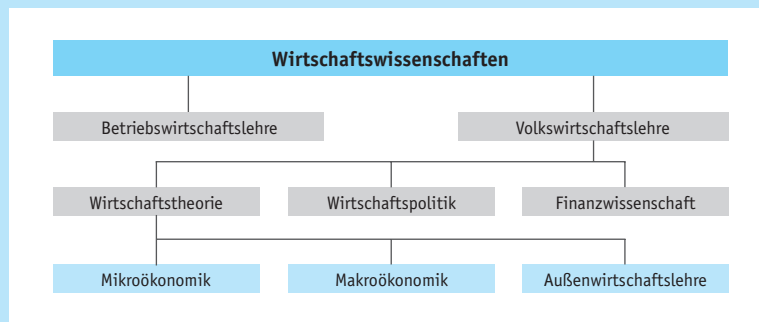 Wirtschaftswissenschaften
Betriebswirtschaftslehre
Volkswirtschaftslehre
Wirtschaftstheorie
Wirtschaftspolitik
Finanzwissenschaft
Mikroökonomik
Makroökonomik
Außenwirtschaftslehre